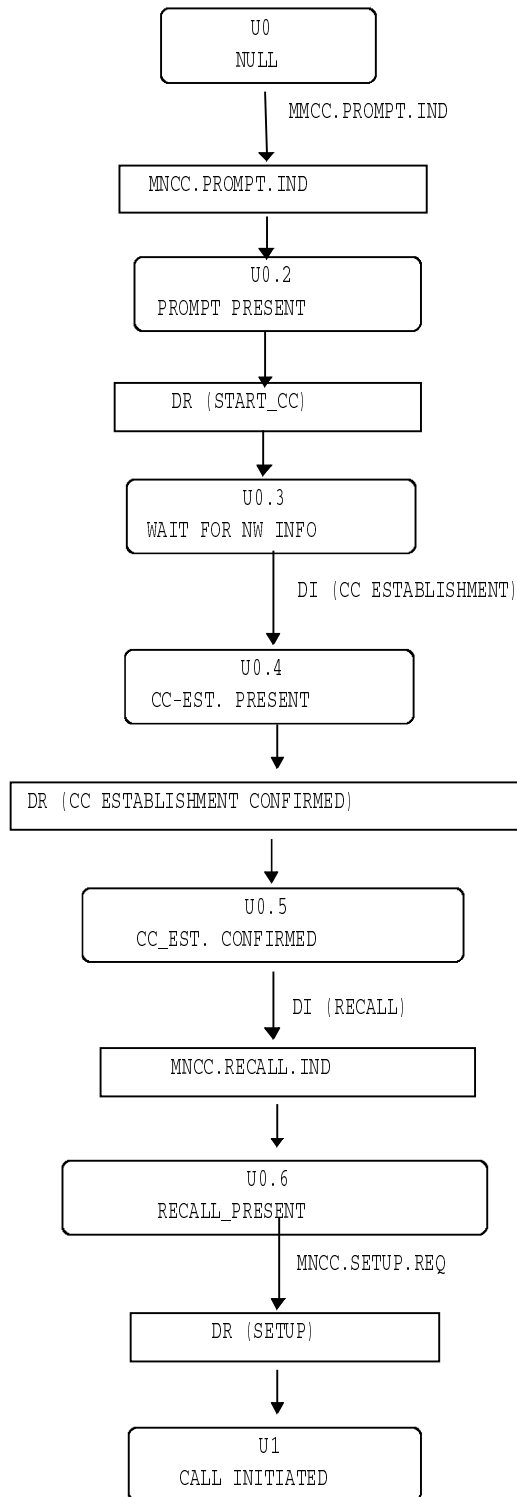 U0
NULL
MMCC.PROMPT.IND
MNCC.PROMPT.IND
U0.2
PROMPT PRESENT
DR (START_CC)
U0.3
WAIT FOR NW INFO
DI (CC ESTABLISHMENT)
U0.4
CC-EST. PRESENT
DR (CC ESTABLISHMENT CONFIRMED)
U0.5
CC_EST. CONFIRMED
DI (RECALL)
MNCC.RECALL.IND
U0.6
RECALL_PRESENT
MNCC.SETUP.REQ
DR (SETUP)
U1
CALL INITIATED